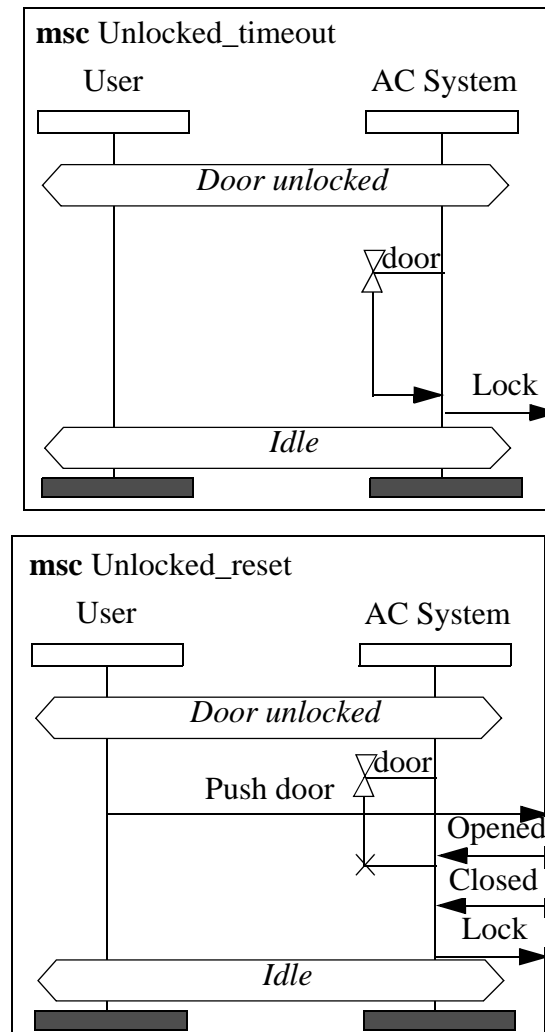 msc Unlocked_timeout
User AC System
Door unlocked
door
Lock
Idle
msc Unlocked_reset
User AC System
Door unlocked
door
Push door
Opened
Closed
Lock
Idle